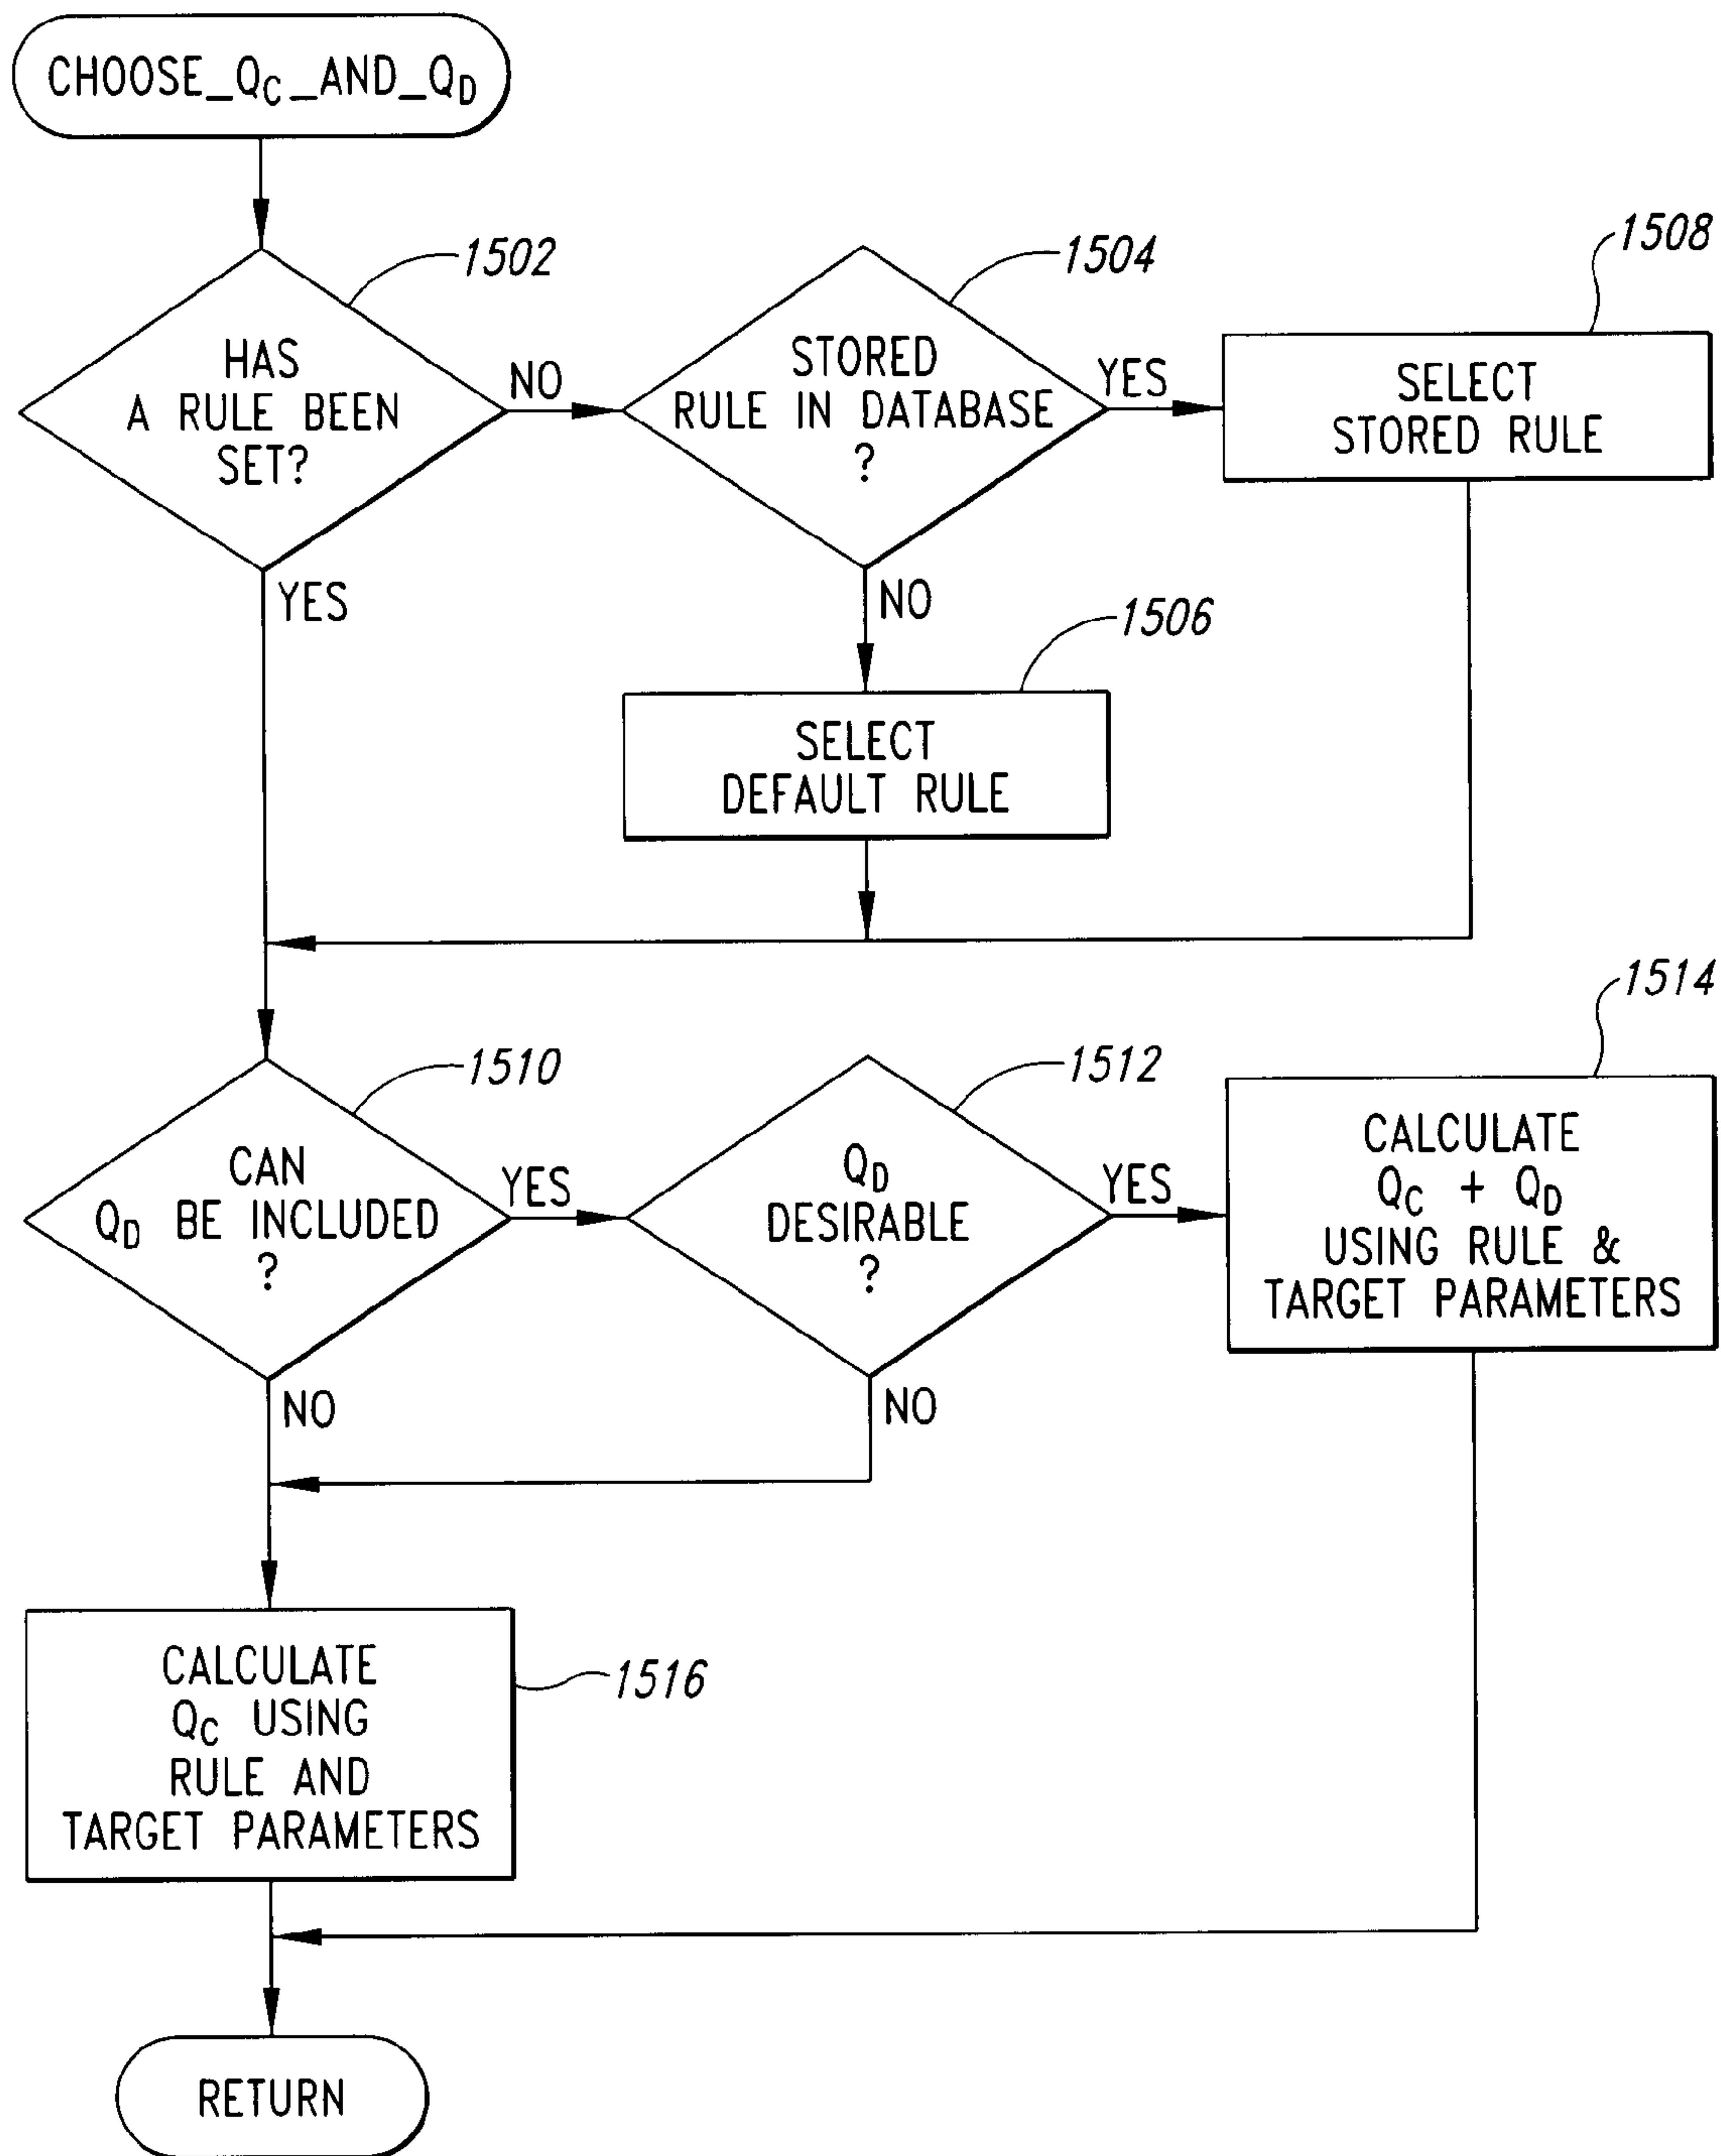 CHOOSE_QC_AND_QD
1502
HAS
A RULE BEEN
SET?
NO
YES
1504
STORED
RULE IN DATABASE
?
YES
NO
1508
SELECT
STORED RULE
1506
SELECT
DEFAULT RULE
1510
CAN
QD BE INCLUDED
?
YES
NO
1512
QD
DESIRABLE
?
YES
NO
1514
CALCULATE
QC + QD
USING RULE &
TARGET PARAMETERS
CALCULATE
QC USING
RULE AND
TARGET PARAMETERS
1516
RETURN